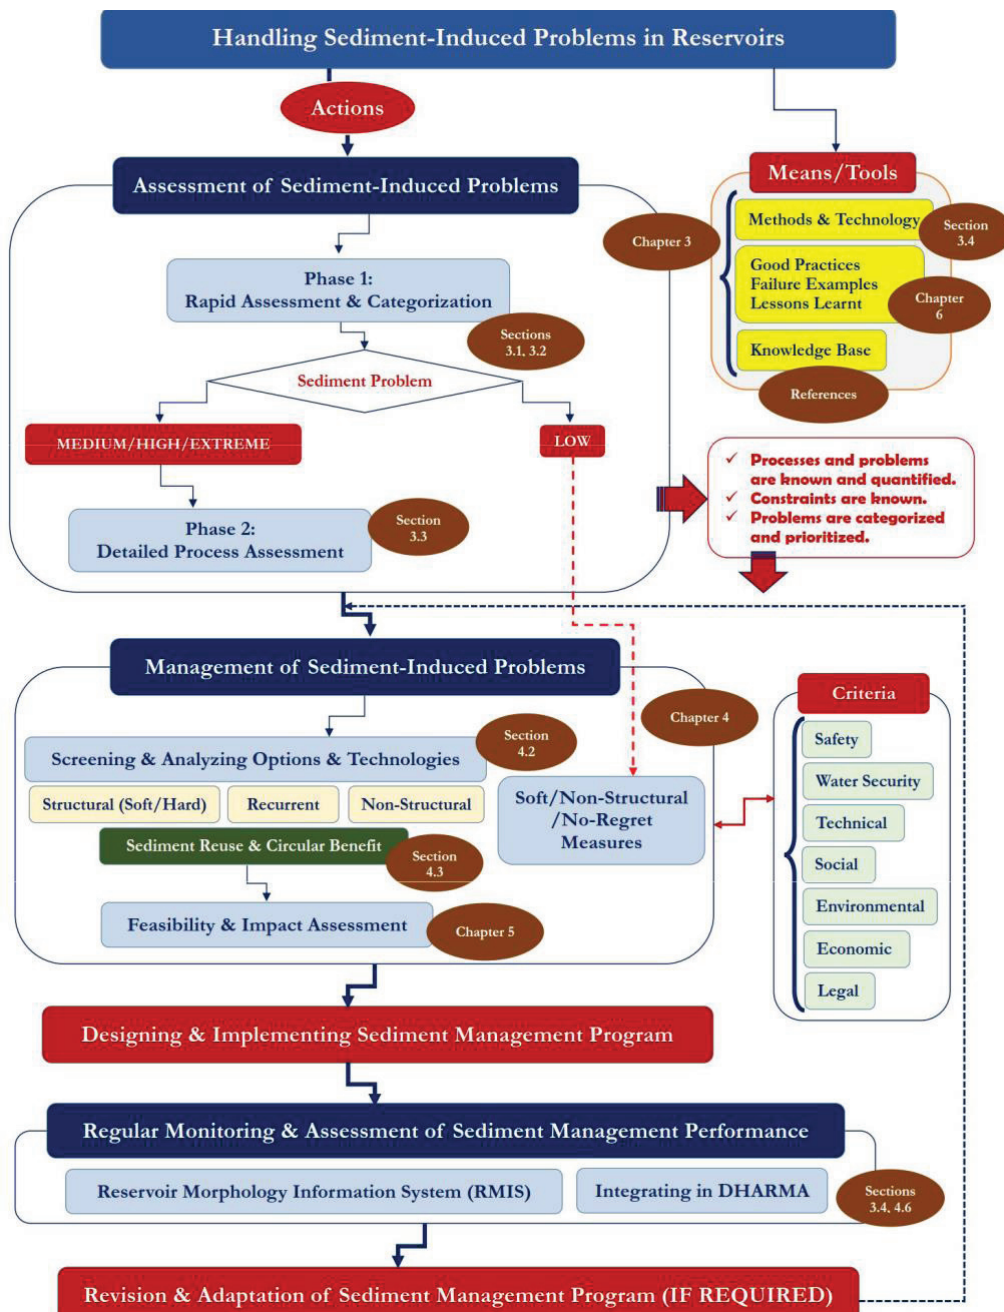 Handling Sediment-Induced Problems in Reservoirs
Actions
Assessment of Sediment-Induced Problems
Chapter 3
Phase 1:
Rapid Assessment & Categorization
Sections
3.1, 3.2
Sediment Problem
MEDIUM/HIGH/EXTREME
LOW
Phase 2:
Detailed Process Assessment
Section
3.3
Means/Tools
Methods & Technology
Section
3.4
Good Practices
Failure Examples
Lessons Learnt
Chapter
6
Knowledge Base
References
✓ Processes and problems
are known and quantified.
✓ Constraints are known.
✓ Problems are categorized
and prioritized.
Management of Sediment-Induced Problems
Chapter 4
Section
4.2
Screening & Analyzing Options & Technologies
Structural (Soft/Hard)
Recurrent
Non-Structural
Sediment Reuse & Circular Benefit
Section
4.3
Feasibility & Impact Assessment
Chapter 5
Soft/Non-Structural
/No-Regret
Measures
Criteria
Safety
Water Security
Technical
Social
Environmental
Economic
Legal
Designing & Implementing Sediment Management Program
Regular Monitoring & Assessment of Sediment Management Performance
Reservoir Morphology Information System (RMIS)
Integrating in DHARMA
Sections
3.4, 4.6
Revision & Adaptation of Sediment Management Program (IF REQUIRED)